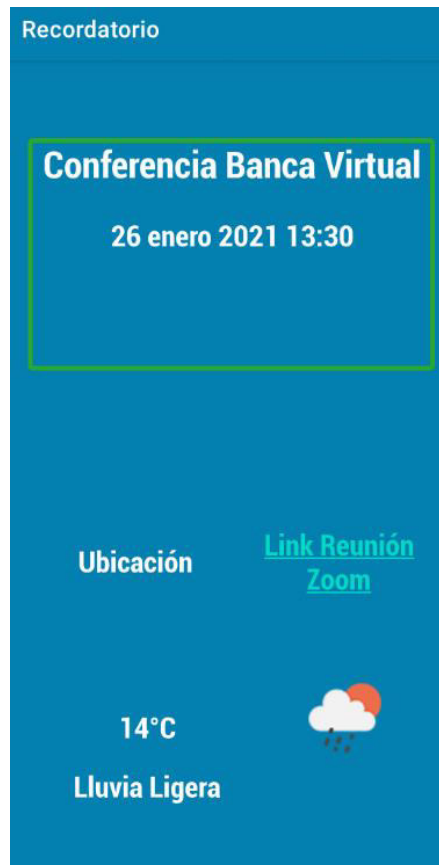 Recordatorio
Conferencia Banca Virtual
26 enero 2021 13:30
Ubicación
Link Reunión
Zoom
14°C
Lluvia Ligera